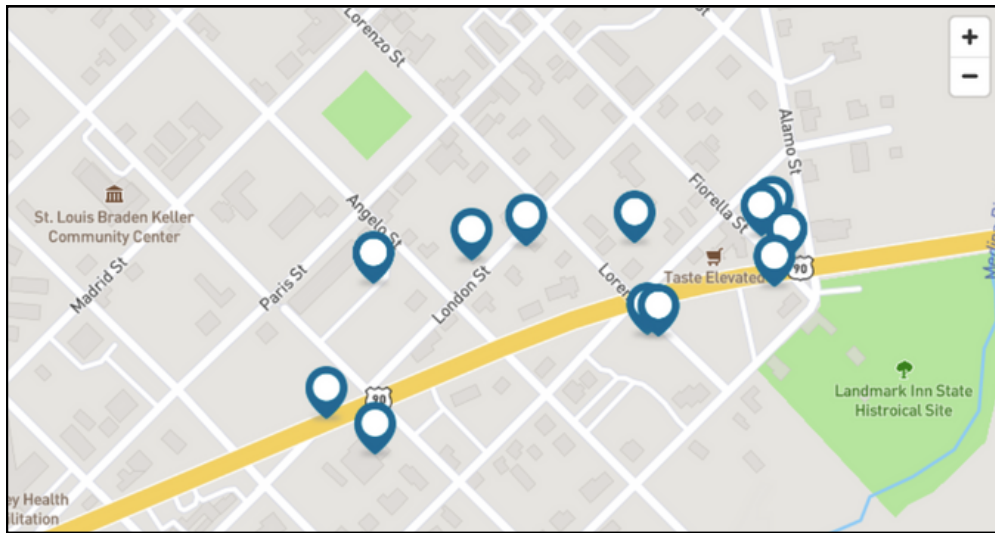 Lorenzo St
+
−
Alamo St
St. Louis Braden Keller
Community Center
Fiorella St
Angelo St
Madrid St
Paris St
London St
Taste Elevated
90
Landmark Inn State
Histroical Site
90
ey Health
ilitation